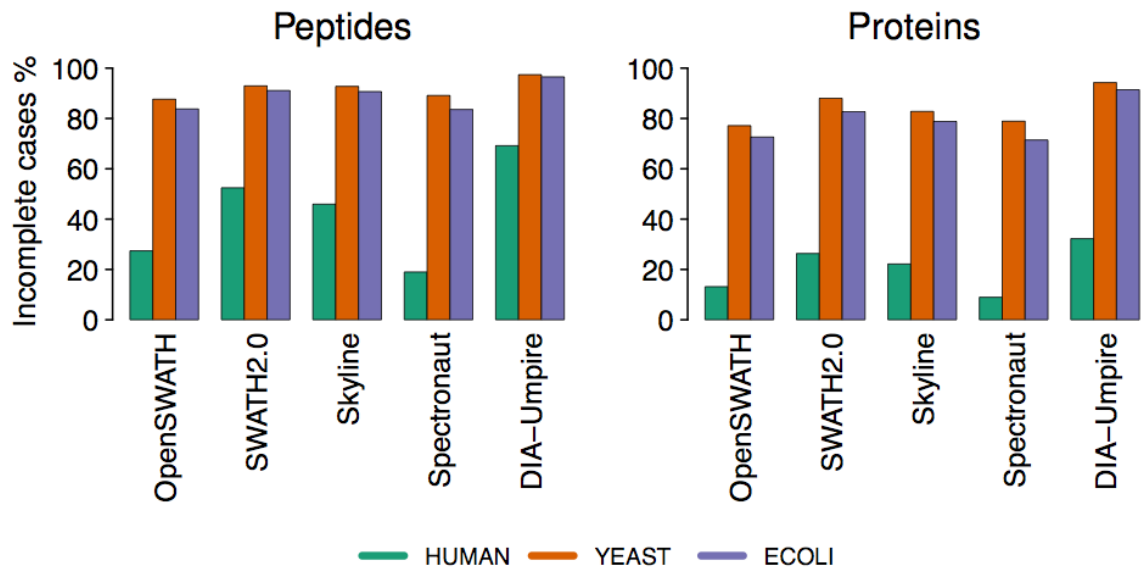 Peptides
Incomplete cases %
100
80
60
40
20
0
OpenSWATH
SWATH2.0
Skyline
Spectronaut
DIA−Umpire
Proteins
100
80
60
40
20
0
OpenSWATH
SWATH2.0
Skyline
Spectronaut
DIA−Umpire
HUMAN YEAST ECOLI